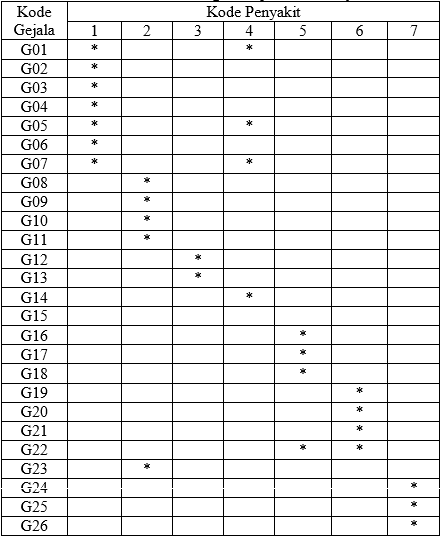 Kode Gejala Kode Penyakit
1 2 3 4 5 6 7
G01 * *
G02 *
G03 *
G04 *
G05 * *
G06 *
G07 * *
G08 *
G09 *
G10 *
G11 *
G12 *
G13 *
G14 *
G15
G16 *
G17 *
G18 *
G19 *
G20 *
G21 *
G22 * *
G23 *
G24 *
G25 *
G26 *